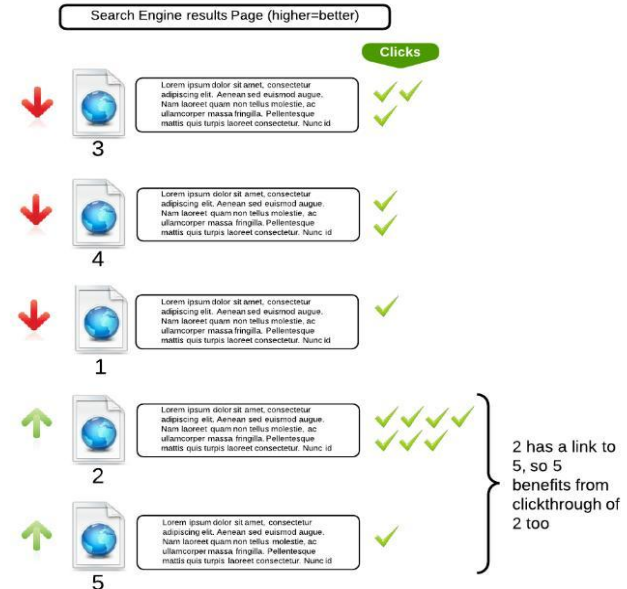 Search Engine results Page (higher=better)
Clicks
Lorem ipsum dolor sit amet, consectetur
adipiscing elit. Aenean sed euismod augue.
Nam laoreet quam non tellus molestie, ac
ullamcorper massa fringilla. Pellentesque
mattis quis turpis laoreet consectetur. Nunc id
3
Lorem ipsum dolor sit amet, consectetur
adipiscing elit. Aenean sed euismod augue.
Nam laoreet quam non tellus molestie, ac
ullamcorper massa fringilla. Pellentesque
mattis quis turpis laoreet consectetur. Nunc id
4
Lorem ipsum dolor sit amet, consectetur
adipiscing elit. Aenean sed euismod augue.
Nam laoreet quam non tellus molestie, ac
ullamcorper massa fringilla. Pellentesque
mattis quis turpis laoreet consectetur. Nunc id
1
Lorem ipsum dolor sit amet, consectetur
adipiscing elit. Aenean sed euismod augue.
Nam laoreet quam non tellus molestie, ac
ullamcorper massa fringilla. Pellentesque
mattis quis turpis laoreet consectetur. Nunc id
2
2 has a link to
5, so 5
benefits from
clickthrough of
2 too
Lorem ipsum dolor sit amet, consectetur
adipiscing elit. Aenean sed euismod augue.
Nam laoreet quam non tellus molestie, ac
ullamcorper massa fringilla. Pellentesque
mattis quis turpis laoreet consectetur. Nunc id
5